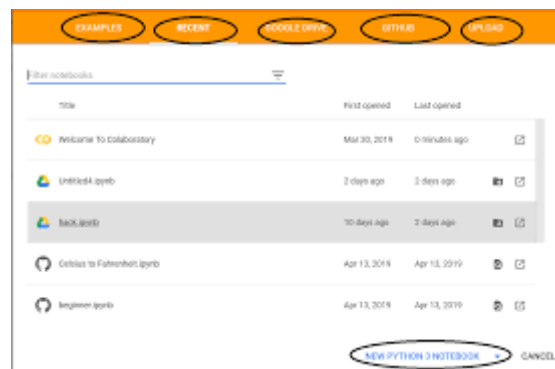 EXAMPLES RECENT GOOGLE DRIVE GITHUB UPLOAD
Filter notebooks
Title First opened Last opened
Welcome To Colaboratory Mar 30, 2019 0 minutes ago
Untitled4.ipynb 2 days ago 2 days ago
hack.ipynb 10 days ago 2 days ago
Celsius to Fahrenheit.ipynb Apr 13, 2019 Apr 13, 2019
beginner.ipynb Apr 13, 2019 Apr 13, 2019
NEW PYTHON 3 NOTEBOOK CANCEL